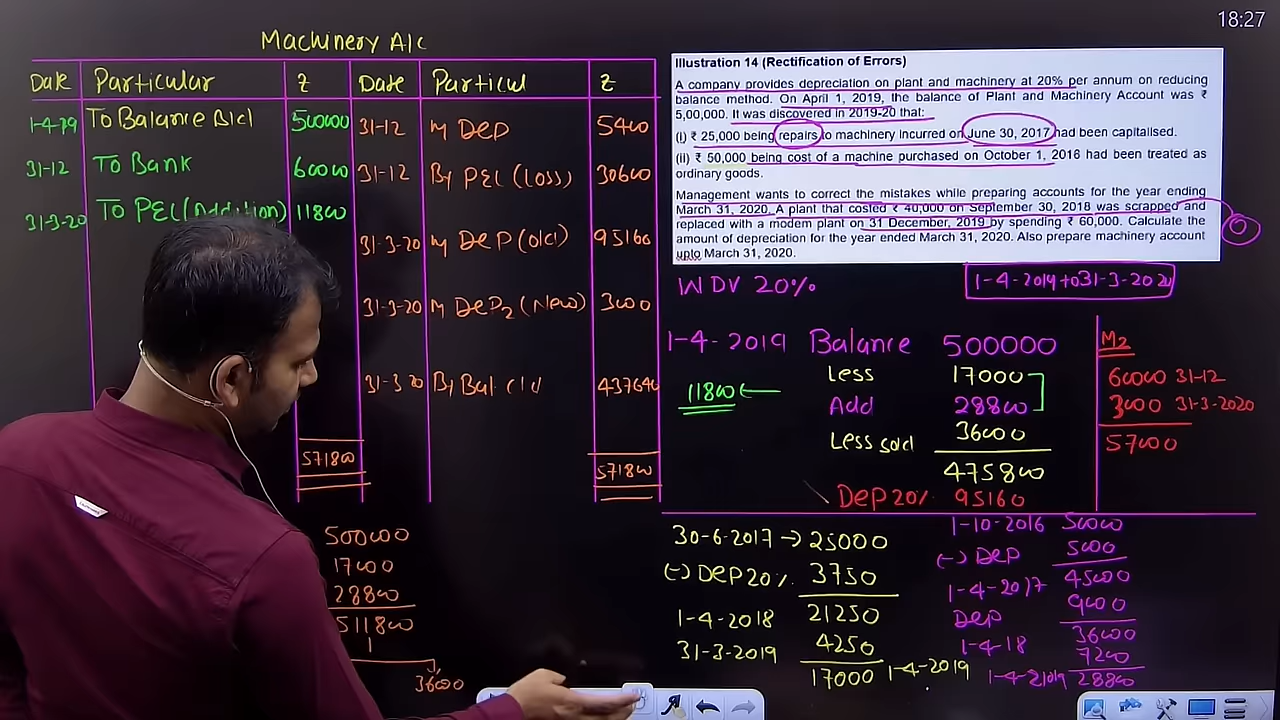 18:27
Machinery A/c
Date Particular ₹ Date Particul ₹
1-4-19 To Balance B/d 500000 31-12 By Dep 5400
31-12 To Bank 60000 31-12 By P&L (Loss) 30600
31-3-20 To P&L (Addition) 11800
31-3-20 By Dep (old) 95160
31-3-20 By Dep2 (New) 3000
31-3-20 By Bal c/d 437640
571800 571800
500000
17000
28800
511800
36000
Illustration 14 (Rectification of Errors)
A company provides depreciation on plant and machinery at 20% per annum on reducing
balance method. On April 1, 2019, the balance of Plant and Machinery Account was ₹
5,00,000. It was discovered in 2019-20 that:
(i) ₹ 25,000 being repairs to machinery incurred on June 30, 2017 had been capitalised.
(ii) ₹ 50,000 being cost of a machine purchased on October 1, 2016 had been treated as
ordinary goods.
Management wants to correct the mistakes while preparing accounts for the year ending
March 31, 2020. A plant that costed ₹ 40,000 on September 30, 2018 was scrapped and
replaced with a modem plant on 31 December, 2019 by spending ₹ 60,000. Calculate the
amount of depreciation for the year ended March 31, 2020. Also prepare machinery account
upto March 31, 2020.
WDV 20% 1-4-2019 to 31-3-2020
1-4-2019 Balance 500000
Less 17000
11800 Add 28800
Less sold 36000
475800
Dep 20% 95160
M2
60000 31-12
3000 31-3-2020
57000
30-6-2017 → 25000
(-) Dep 20% 3750
1-4-2018 21250
31-3-2019 4250
17000 1-4-2019
1-10-2016 50000
(-) Dep 5000
1-4-2017 45000
Dep 9000
36000
1-4-18 7200
1-4-2019 28800